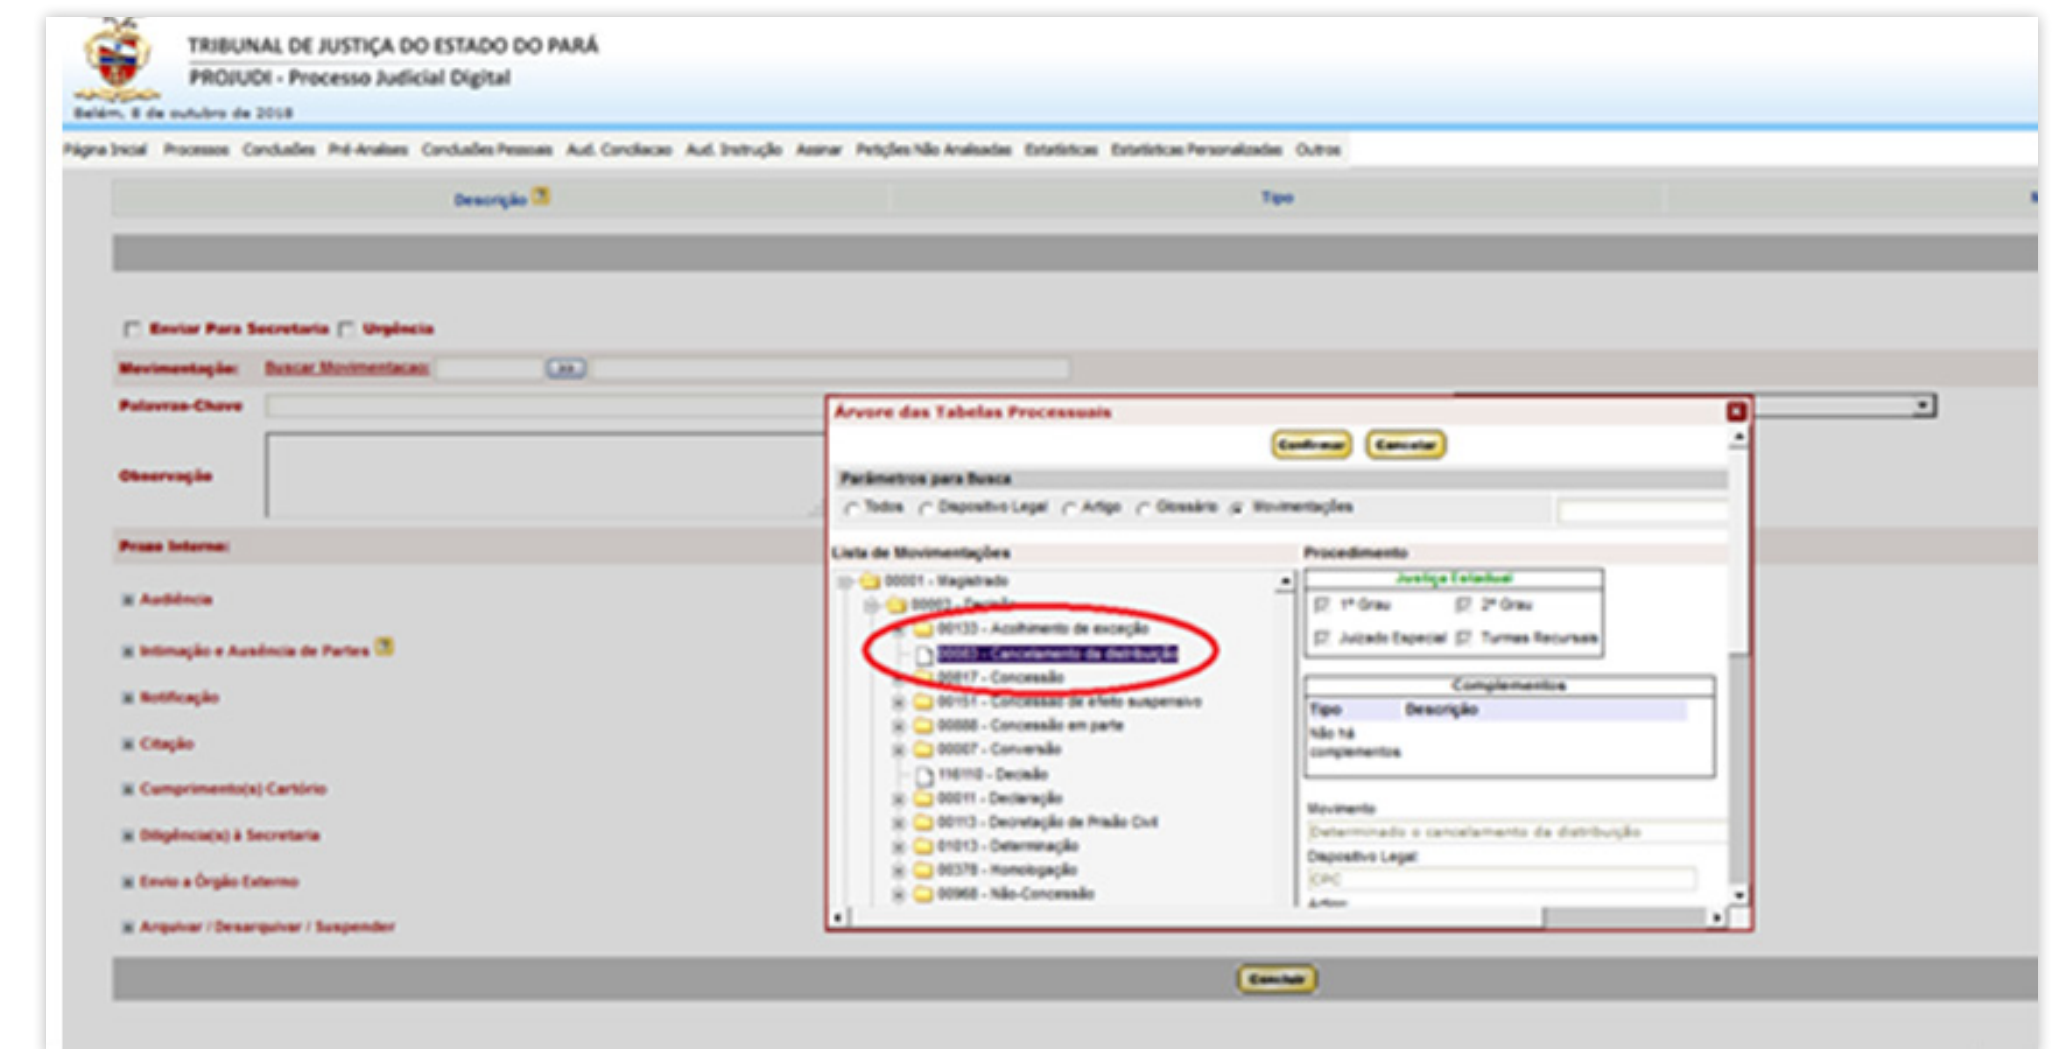 TRIBUNAL DE JUSTIÇA DO ESTADO DO PARÁ
PROJUDI - Processo Judicial Digital
Belém, 8 de outubro de 2018
Página Inicial Processos Conclusões Pré-Analises Conclusões Pessoais Aud. Conciliacao Aud. Instrução Assinar Petições Não Analisadas Estatísticas Estatísticas Personalizadas Outros
Descrição Tipo
Enviar Para Secretaria Urgência
Movimentação: Buscar Movimentacao: >>
Palavras-Chave
Observação
Prazo Interno:
Audiência
Intimação e Ausência de Partes
Notificação
Citação
Cumprimento(s) Cartório
Diligência(s) à Secretaria
Envio a Órgão Externo
Arquivar / Desarquivar / Suspender
Árvore das Tabelas Processuais
Confirmar Cancelar
Parâmetros para Busca
Todos Dispositivo Legal Artigo Glossário Movimentações
Lista de Movimentações
00001 - Magistrado
00003 - Decisão
00133 - Acolhimento de exceção
00083 - Cancelamento da distribuição
00817 - Concessão
00151 - Concessão de efeito suspensivo
00888 - Concessão em parte
00007 - Conversão
116110 - Decisão
00011 - Declaração
00113 - Decretação de Prisão Civil
01013 - Determinação
00378 - Homologação
00968 - Não-Concessão
Procedimento
Justiça Estadual
1º Grau 2º Grau
Juizado Especial Turmas Recursais
Complementos
Tipo Descrição
Não há
complementos
Movimento
Determinado o cancelamento da distribuição
Dispositivo Legal:
CPC
Artigo:
Concluir